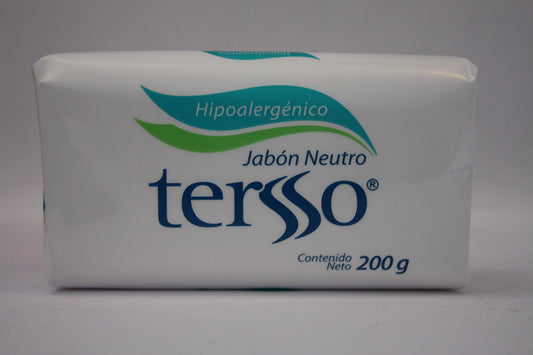 Hipoalergénico
Jabón Neutro
tersso®
Contenido
Neto 200 g